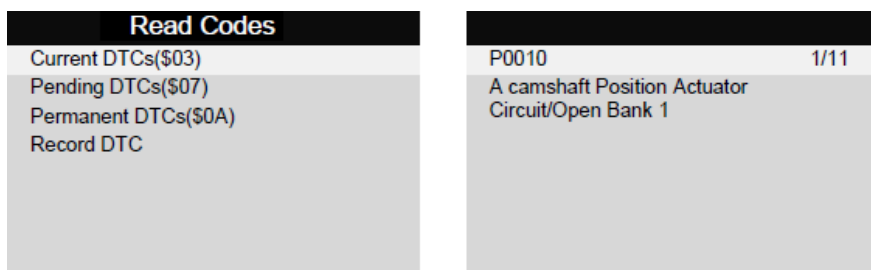 Read Codes
Current DTCs($03)
Pending DTCs($07)
Permanent DTCs($0A)
Record DTC
P0010 1/11
A camshaft Position Actuator
Circuit/Open Bank 1